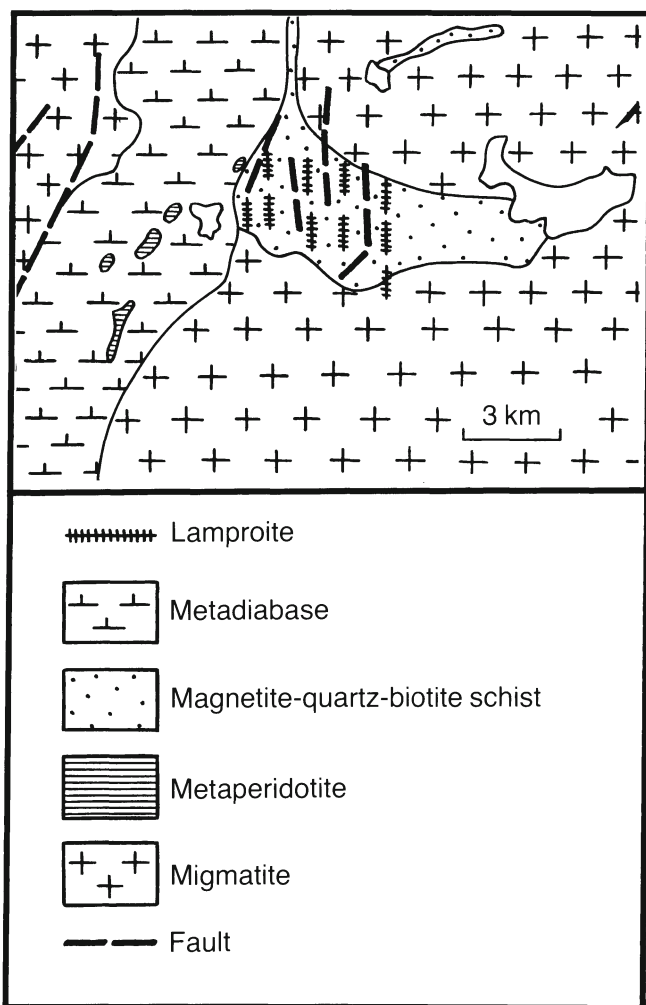 3 km
Lamproite
Metadiabase
Magnetite-quartz-biotite schist
Metaperidotite
Migmatite
Fault